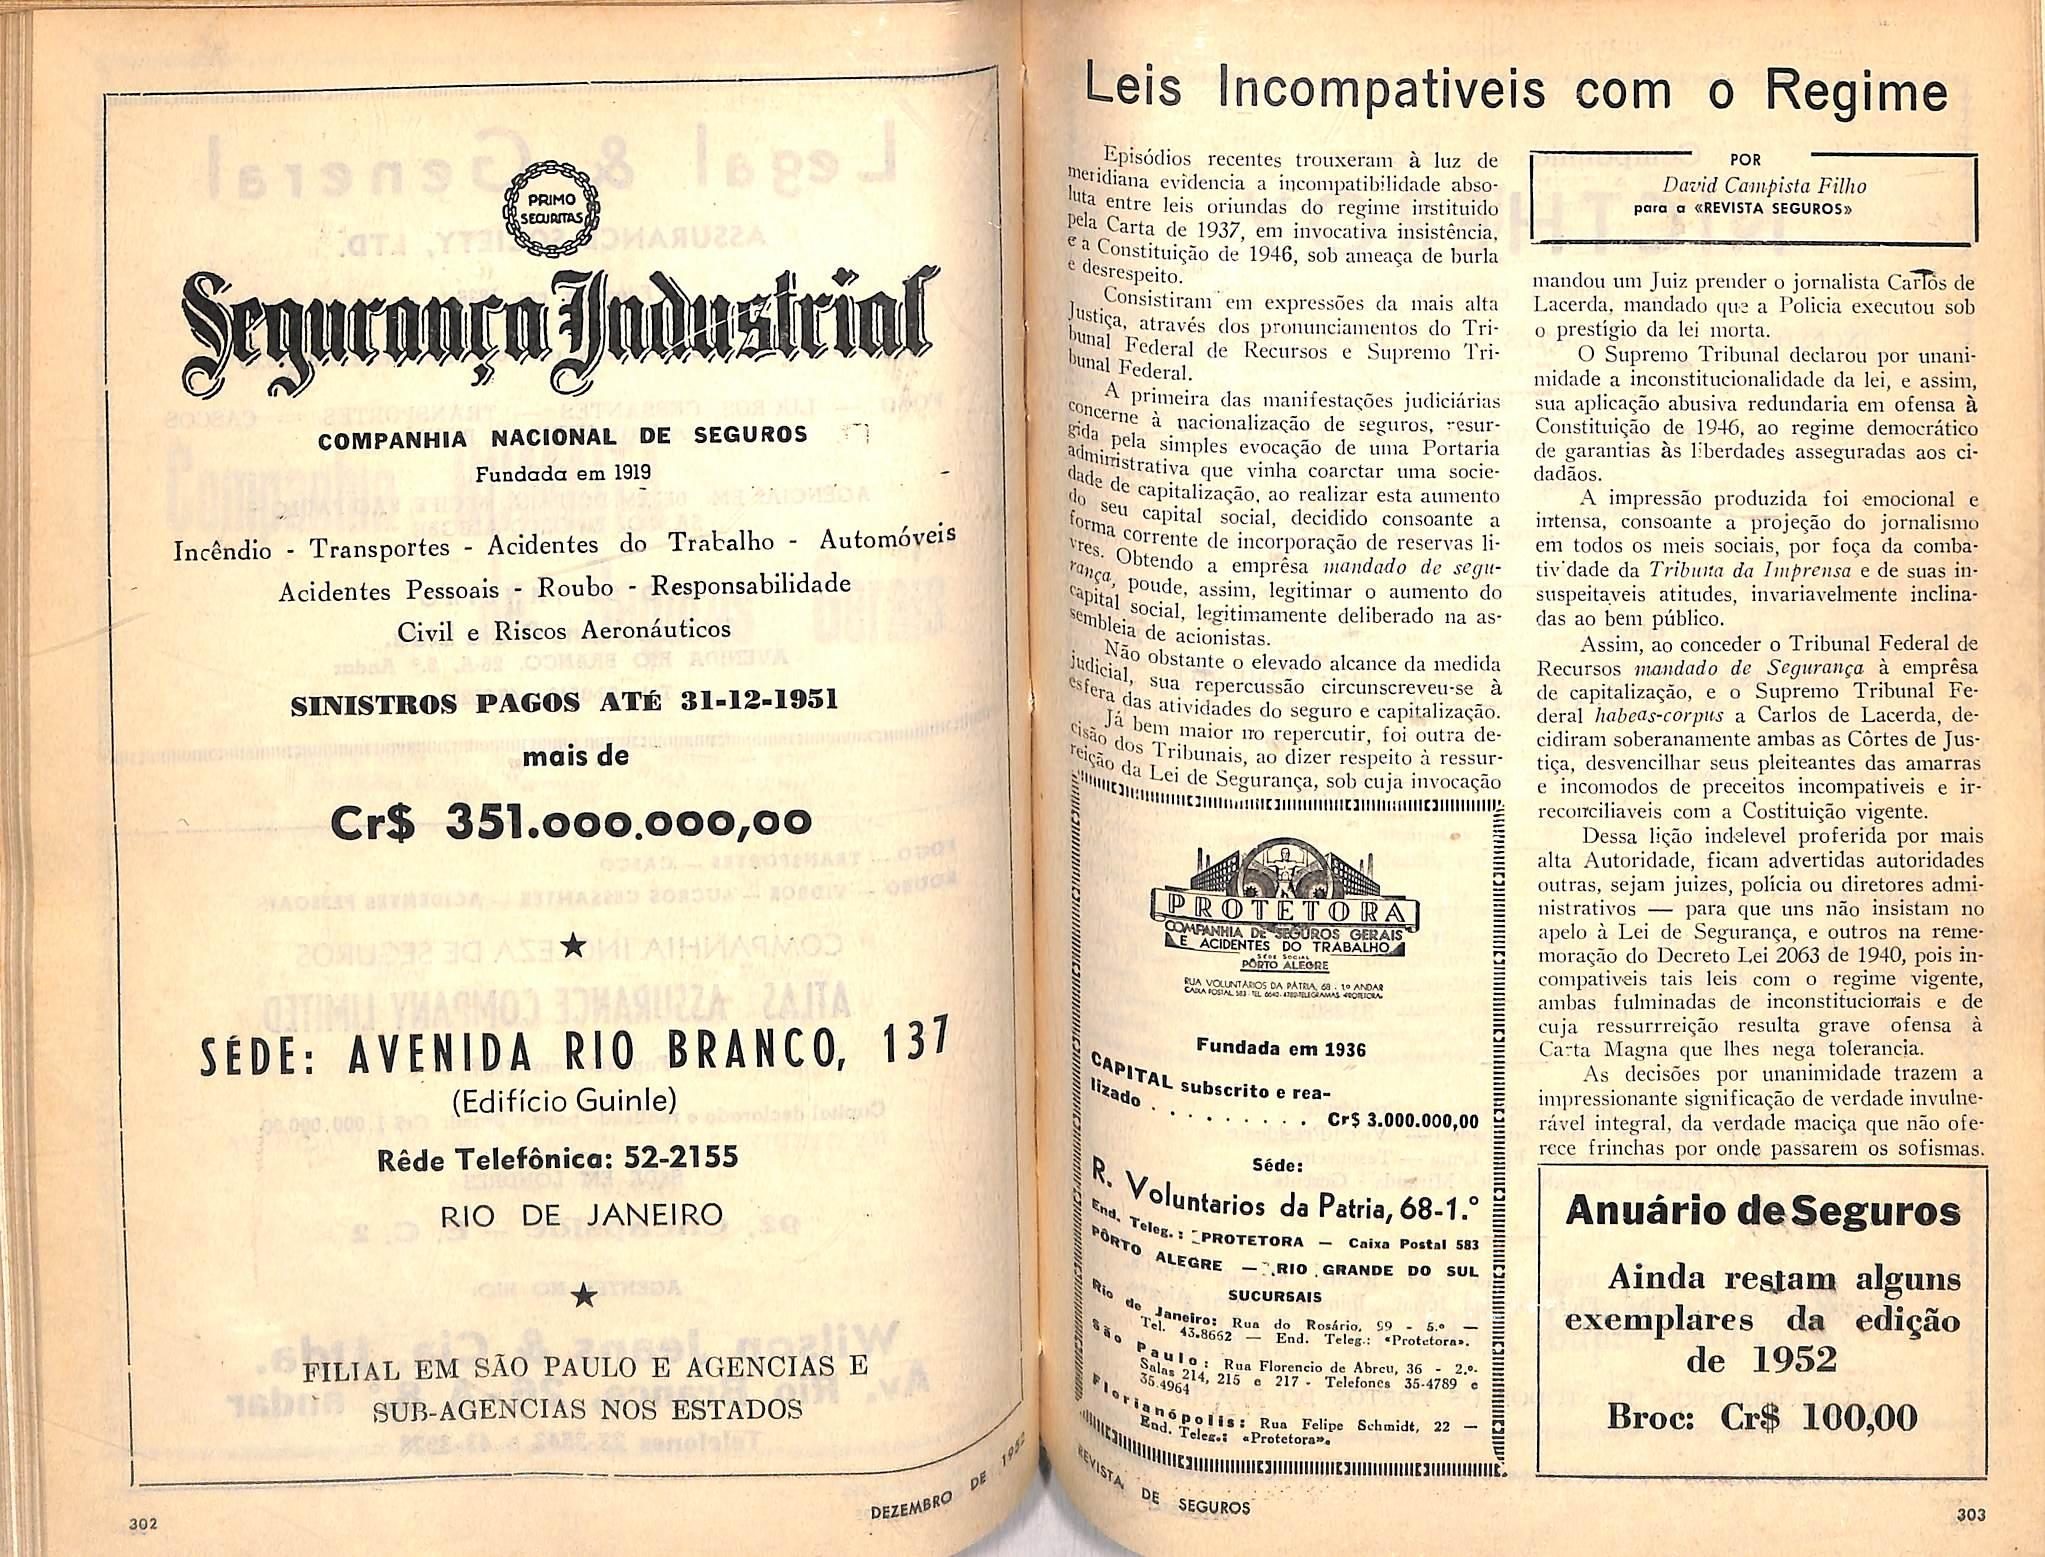 PRIMO
SECURITAS
Segurança Industrial
COMPANHIA NACIONAL DE SEGUROS
Fundada em 1919
Incêndio - Transportes - Acidentes do Trabalho - Automóveis
Acidentes Pessoais - Roubo - Responsabilidade
Civil e Riscos Aeronáuticos
SINISTROS PAGOS ATÉ 31-12-1951
mais de
Cr$ 351.000.000,00
★
SÉDE: AVENIDA RIO BRANCO, 137
(Edifício Guinle)
Rêde Telefônica: 52-2155
RIO DE JANEIRO
★
FILIAL EM SÃO PAULO E AGENCIAS E
SUB-AGENCIAS NOS ESTADOS
302
DEZEMBRO DE 1952
Leis Incompativeis com o Regime
Episódios recentes trouxeram à luz de
meridiana evidencia a incompatibilidade abso-
luta entre leis oriundas do regime instituido
pela Carta de 1937, em invocativa insistência,
e a Constituição de 1946, sob ameaça de burla
e desrespeito.
Consistiram em expressões da mais alta
Justiça, através dos pronunciamentos do Tri-
bunal Federal de Recursos e Supremo Tri-
bunal Federal.
A primeira das manifestações judiciárias
concerne à nacionalização de seguros, resur-
gida pela simples evocação de uma Portaria
administrativa que vinha coarctar uma socie-
dade de capitalização, ao realizar esta aumento
do seu capital social, decidido consoante a
forma corrente de incorporação de reservas li-
vres. Obtendo a emprêsa mandado de segu-
rança, poude, assim, legitimar o aumento do
capital social, legitimamente deliberado na as-
sembleia de acionistas.
Não obstante o elevado alcance da medida
judicial, sua repercussão circunscreveu-se à
esfera das atividades do seguro e capitalização.
Já bem maior no repercutir, foi outra de-
cisão dos Tribunais, ao dizer respeito à ressur-
reição da Lei de Segurança, sob cuja invocação
PROTETORA
COMPANHIA DE SEGUROS GERAIS
E ACIDENTES DO TRABALHO
SÉDE SOCIAL
PÔRTO ALEGRE
RUA VOLUNTÁRIOS DA PÁTRIA, 68 - 1º ANDAR
CAIXA POSTAL 583 - TEL. 6640-4789-TELEGRAMAS «PROTETORA»
Fundada em 1936
CAPITAL subscrito e rea-
lizado . . . . . . . . Cr$ 3.000.000,00
Séde:
R. Voluntarios da Patria, 68-1.º
End. Teleg.: PROTETORA — Caixa Postal 583
PÔRTO ALEGRE — RIO GRANDE DO SUL
SUCURSAIS
Rio de Janeiro: Rua do Rosário, 99 - 5.º —
Tel. 43-8662 — End. Teleg.: «Protetora».
São Paulo: Rua Florencio de Abreu, 36 - 2.º.
Salas 214, 215 e 217 - Telefones 35-4789 e
35-4964
Florianópolis: Rua Felipe Schmidt, 22 —
End. Teleg.: «Protetora».
REVISTA DE SEGUROS
POR
David Campista Filho
para a «REVISTA SEGUROS»
mandou um Juiz prender o jornalista Carlos de
Lacerda, mandado que a Policia executou sob
o prestígio da lei morta.
O Supremo Tribunal declarou por unani-
midade a inconstitucionalidade da lei, e assim,
sua aplicação abusiva redundaria em ofensa à
Constituição de 1946, ao regime democrático
de garantias às liberdades asseguradas aos ci-
dadãos.
A impressão produzida foi emocional e
intensa, consoante a projeção do jornalismo
em todos os meis sociais, por foça da comba-
tividade da Tribuna da Imprensa e de suas in-
suspeitaveis atitudes, invariavelmente inclina-
das ao bem público.
Assim, ao conceder o Tribunal Federal de
Recursos mandado de Segurança à emprêsa
de capitalização, e o Supremo Tribunal Fe-
deral habeas-corpus a Carlos de Lacerda, de-
cidiram soberanamente ambas as Côrtes de Jus-
tiça, desvencilhar seus pleiteantes das amarras
e incomodos de preceitos incompativeis e ir-
reconciliaveis com a Costituição vigente.
Dessa lição indelevel proferida por mais
alta Autoridade, ficam advertidas autoridades
outras, sejam juizes, polícia ou diretores admi-
nistrativos — para que uns não insistam no
apelo à Lei de Segurança, e outros na reme-
moração do Decreto Lei 2063 de 1940, pois in-
compativeis tais leis com o regime vigente,
ambas fulminadas de inconstitucionais e de
cuja ressurrreição resulta grave ofensa à
Carta Magna que lhes nega tolerancia.
As decisões por unanimidade trazem a
impressionante significação de verdade invulne-
rável integral, da verdade maciça que não ofe-
rece frinchas por onde passarem os sofismas.
Anuário de Seguros
Ainda restam alguns
exemplares da edição
de 1952
Broc: Cr$ 100,00
303